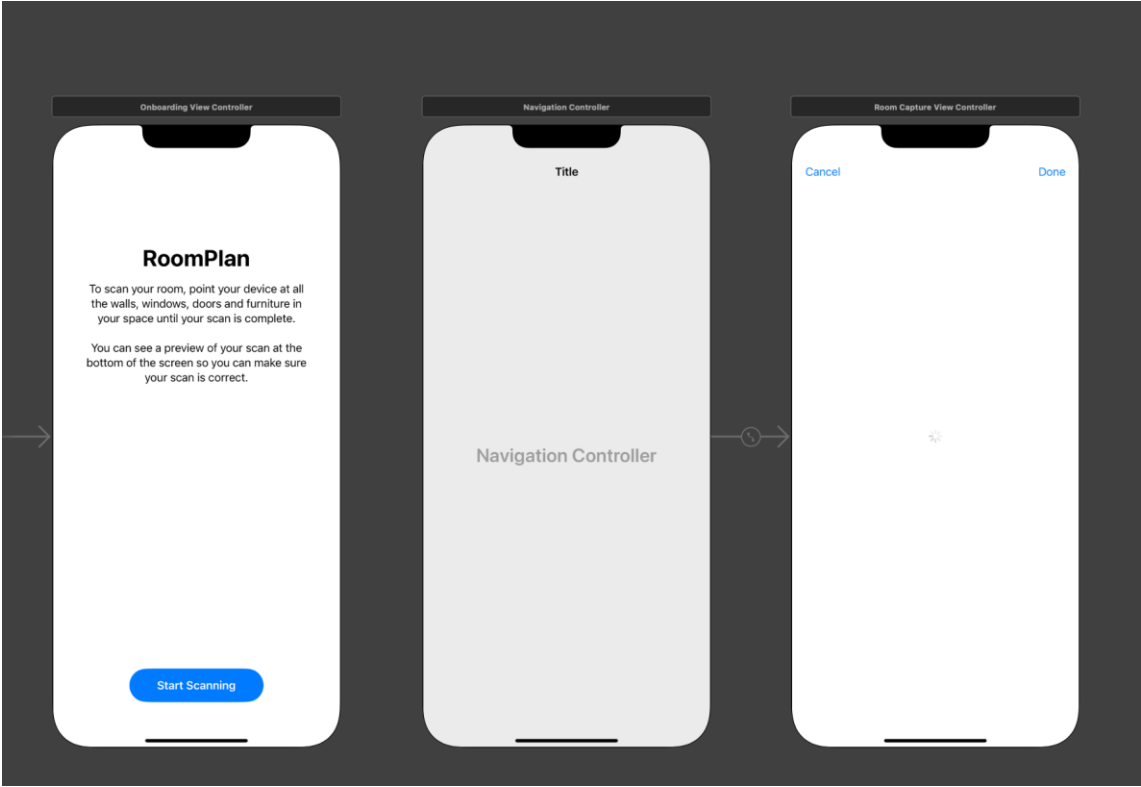 Onboarding View Controller
RoomPlan
To scan your room, point your device at all
the walls, windows, doors and furniture in
your space until your scan is complete.
You can see a preview of your scan at the
bottom of the screen so you can make sure
your scan is correct.
Start Scanning
Navigation Controller
Title
Navigation Controller
Room Capture View Controller
Cancel
Done